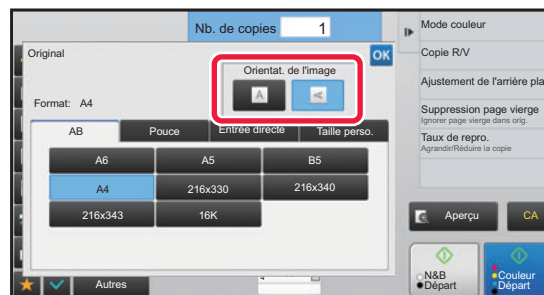 Nb. de copies 1
Original
OK
Orientat. de l'image
A A
Format: A4
AB Pouce Entrée directe Taille perso.
A6 A5 B5
A4 216x330 216x340
216x343 16K
Autres
Mode couleur
Copie R/V
Ajustement de l'arrière pla
Suppression page vierge
Ignorer page vierge dans orig.
Taux de repro.
Agrandir/Réduire la copie
Aperçu CA
N&B
Départ
Couleur
Départ